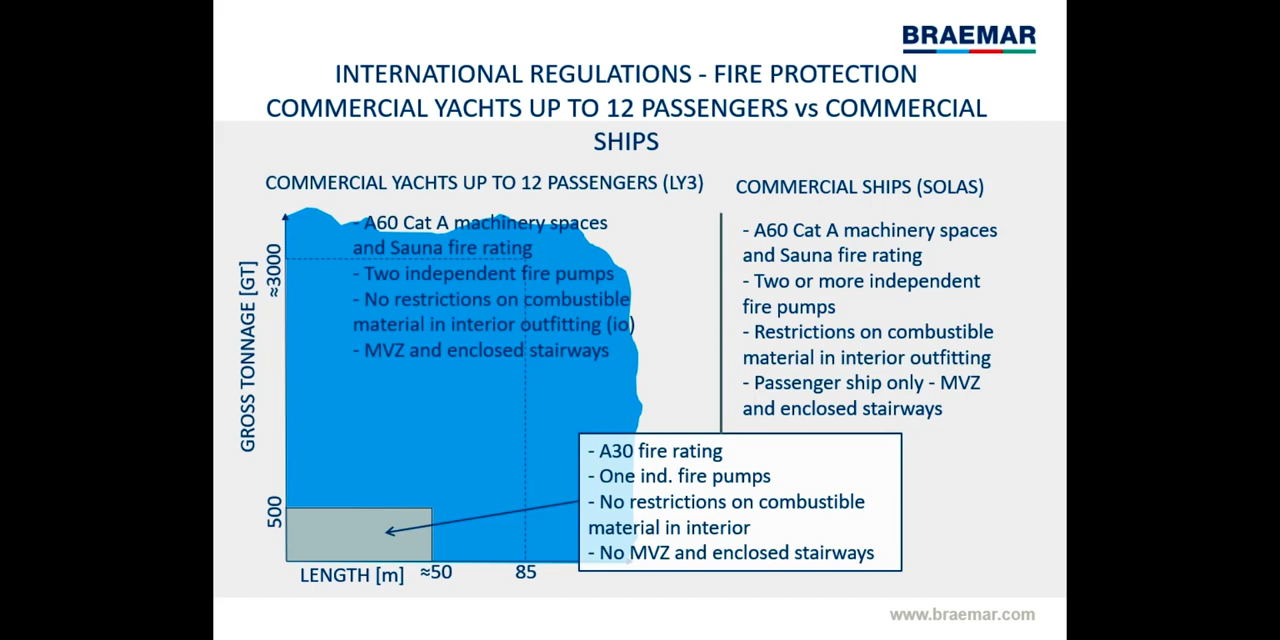 BRAEMAR
INTERNATIONAL REGULATIONS - FIRE PROTECTION
COMMERCIAL YACHTS UP TO 12 PASSENGERS vs COMMERCIAL
SHIPS
COMMERCIAL YACHTS UP TO 12 PASSENGERS (LY3)
- A60 Cat A machinery spaces
and Sauna fire rating
- Two independent fire pumps
- No restrictions on combustible
material in interior outfitting (io)
- MVZ and enclosed stairways
GROSS TONNAGE [GT]
≈3000
500
LENGTH [m]
≈50
85
COMMERCIAL SHIPS (SOLAS)
- A60 Cat A machinery spaces
and Sauna fire rating
- Two or more independent
fire pumps
- Restrictions on combustible
material in interior outfitting
- Passenger ship only - MVZ
and enclosed stairways
- A30 fire rating
- One ind. fire pumps
- No restrictions on combustible
material in interior
- No MVZ and enclosed stairways
www.braemar.com